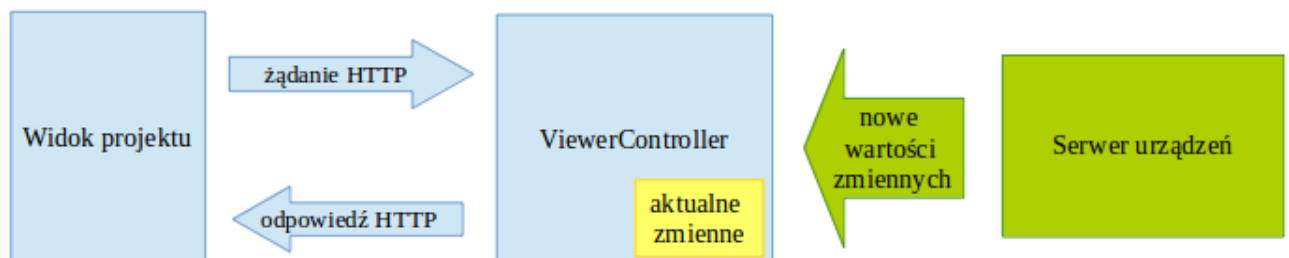 Widok projektu
żądanie HTTP
odpowiedź HTTP
ViewerController
aktualne
zmienne
nowe
wartości
zmiennych
Serwer urządzeń